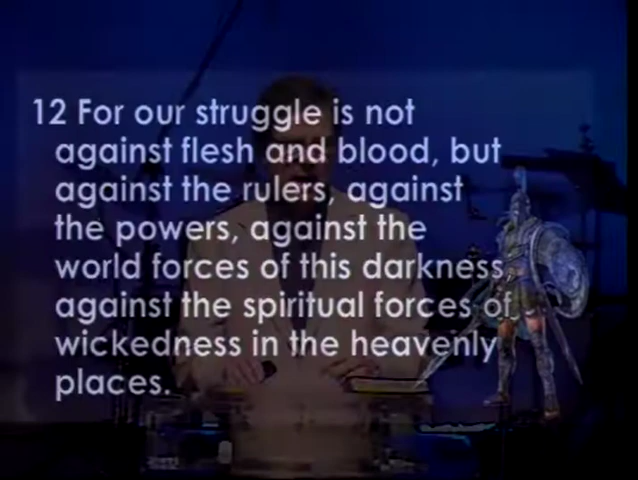 12 For our struggle is not
against flesh and blood, but
against the rulers, against
the powers, against the
world forces of this darkness,
against the spiritual forces of
wickedness in the heavenly
places.